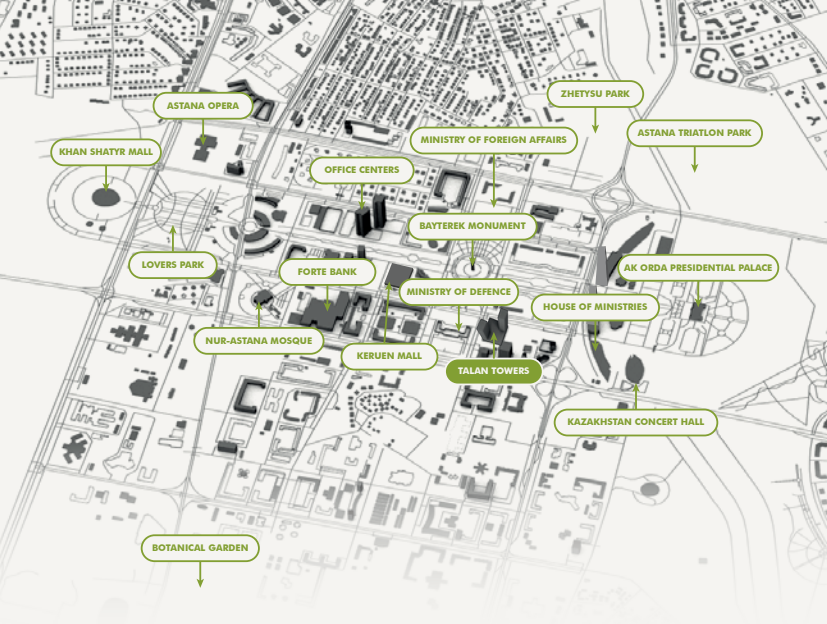 ZHETYSU PARK
ASTANA OPERA
ASTANA TRIATLON PARK
MINISTRY OF FOREIGN AFFAIRS
KHAN SHATYR MALL
OFFICE CENTERS
BAYTEREK MONUMENT
LOVERS PARK
AK ORDA PRESIDENTIAL PALACE
FORTE BANK
MINISTRY OF DEFENCE
HOUSE OF MINISTRIES
NUR-ASTANA MOSQUE
KERUEN MALL
TALAN TOWERS
KAZAKHSTAN CONCERT HALL
BOTANICAL GARDEN